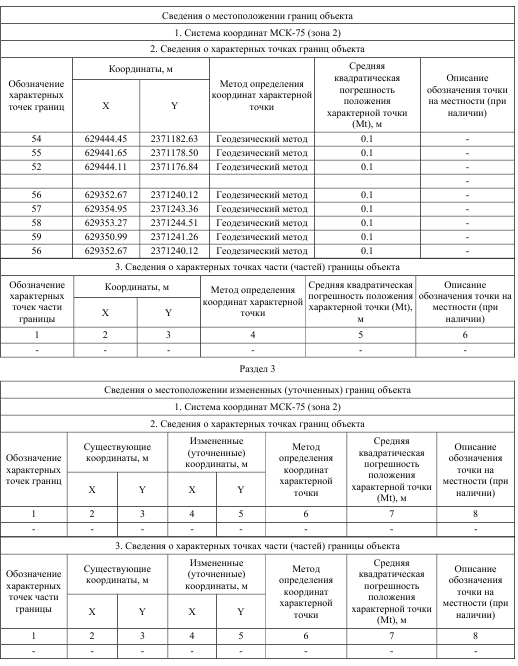 Сведения о местоположении границ объекта
1. Система координат МСК-75 (зона 2)
2. Сведения о характерных точках границ объекта
Обозначение характерных точек границ | Координаты, м | Метод определения координат характерной точки | Средняя квадратическая погрешность положения характерной точки (Mt), м | Описание обозначения точки на местности (при наличии)
X | Y
54 | 629444.45 | 2371182.63 | Геодезический метод | 0.1 | -
55 | 629441.65 | 2371178.50 | Геодезический метод | 0.1 | -
52 | 629444.11 | 2371176.84 | Геодезический метод | 0.1 | -
-
56 | 629352.67 | 2371240.12 | Геодезический метод | 0.1 | -
57 | 629354.95 | 2371243.36 | Геодезический метод | 0.1 | -
58 | 629353.27 | 2371244.51 | Геодезический метод | 0.1 | -
59 | 629350.99 | 2371241.26 | Геодезический метод | 0.1 | -
56 | 629352.67 | 2371240.12 | Геодезический метод | 0.1 | -
3. Сведения о характерных точках части (частей) границы объекта
Обозначение характерных точек части границы | Координаты, м | Метод определения координат характерной точки | Средняя квадратическая погрешность положения характерной точки (Mt), м | Описание обозначения точки на местности (при наличии)
X | Y
1 | 2 | 3 | 4 | 5 | 6
- | - | - | - | - | -
Раздел 3
Сведения о местоположении измененных (уточненных) границ объекта
1. Система координат МСК-75 (зона 2)
2. Сведения о характерных точках границ объекта
Обозначение характерных точек границ | Существующие координаты, м | Измененные (уточненные) координаты, м | Метод определения координат характерной точки | Средняя квадратическая погрешность положения характерной точки (Mt), м | Описание обозначения точки на местности (при наличии)
X | Y | X | Y
1 | 2 | 3 | 4 | 5 | 6 | 7 | 8
- | - | - | - | - | - | - | -
3. Сведения о характерных точках части (частей) границы объекта
Обозначение характерных точек части границы | Существующие координаты, м | Измененные (уточненные) координаты, м | Метод определения координат характерной точки | Средняя квадратическая погрешность положения характерной точки (Mt), м | Описание обозначения точки на местности (при наличии)
X | Y | X | Y
1 | 2 | 3 | 4 | 5 | 6 | 7 | 8
- | - | - | - | - | - | - | -